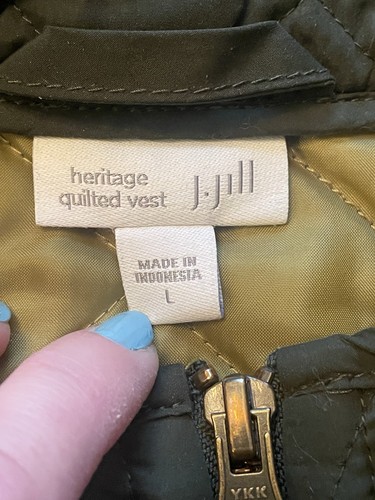 heritage
quilted vest
J.Jill
MADE IN
INDONESIA
L
YKK